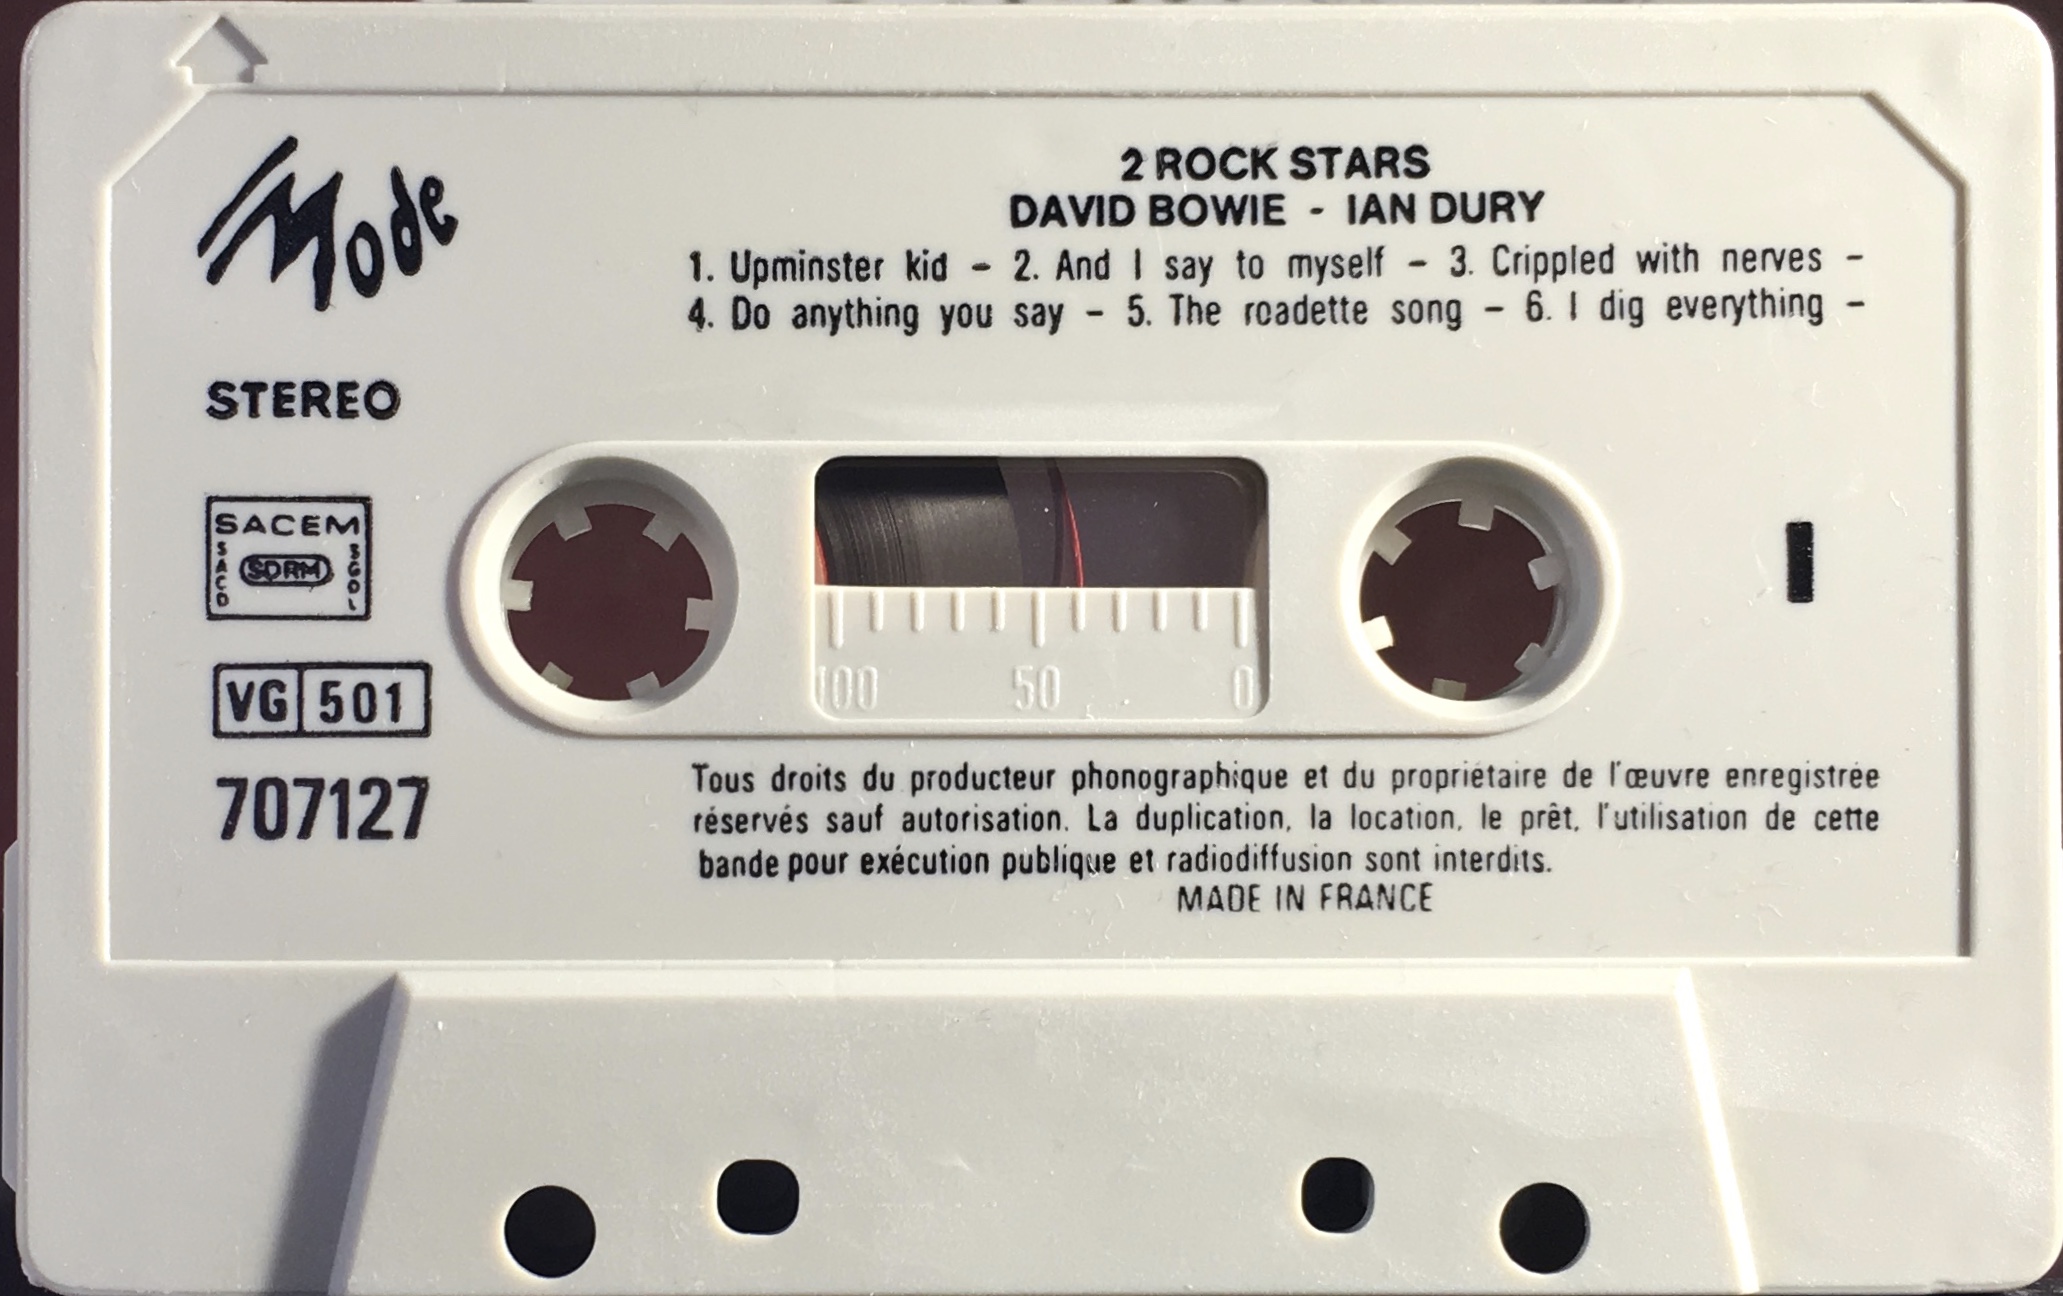 Mode
2 ROCK STARS
DAVID BOWIE - IAN DURY
1. Upminster kid - 2. And I say to myself - 3. Crippled with nerves -
4. Do anything you say - 5. The roadette song - 6. I dig everything -
STEREO
SACEM
SACD
SDRM
SGDL
VG 501
707127
I
100 50 0
Tous droits du producteur phonographique et du propriétaire de l'œuvre enregistrée
réservés sauf autorisation. La duplication, la location, le prêt, l'utilisation de cette
bande pour exécution publique et radiodiffusion sont interdits.
MADE IN FRANCE